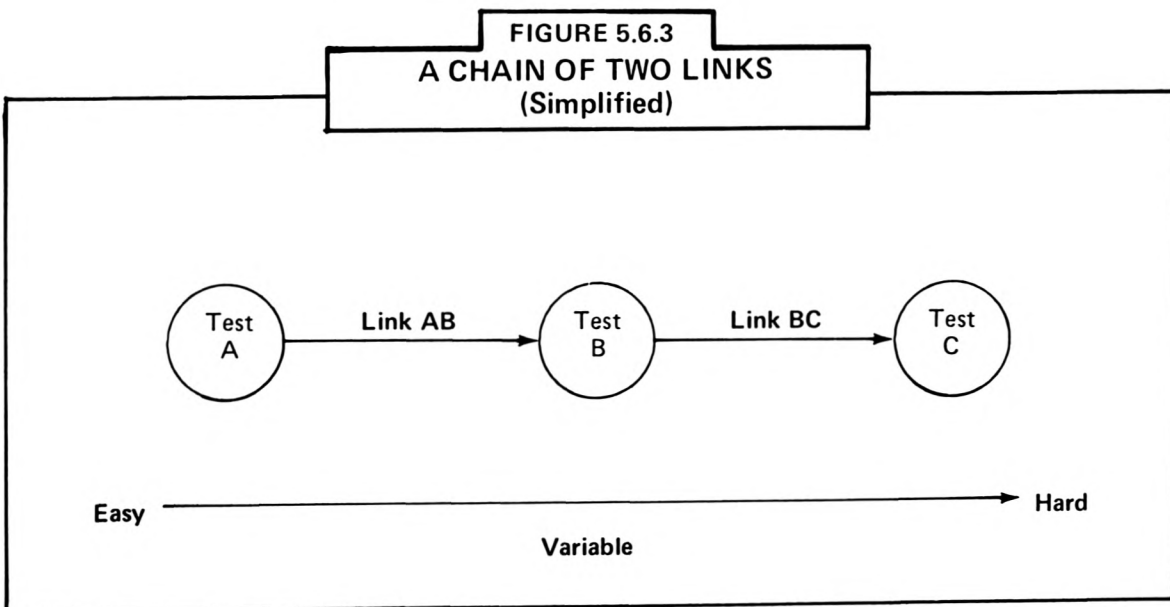 FIGURE 5.6.3
A CHAIN OF TWO LINKS
(Simplified)
Test
A
Link AB
Test
B
Link BC
Test
C
Easy
Hard
Variable